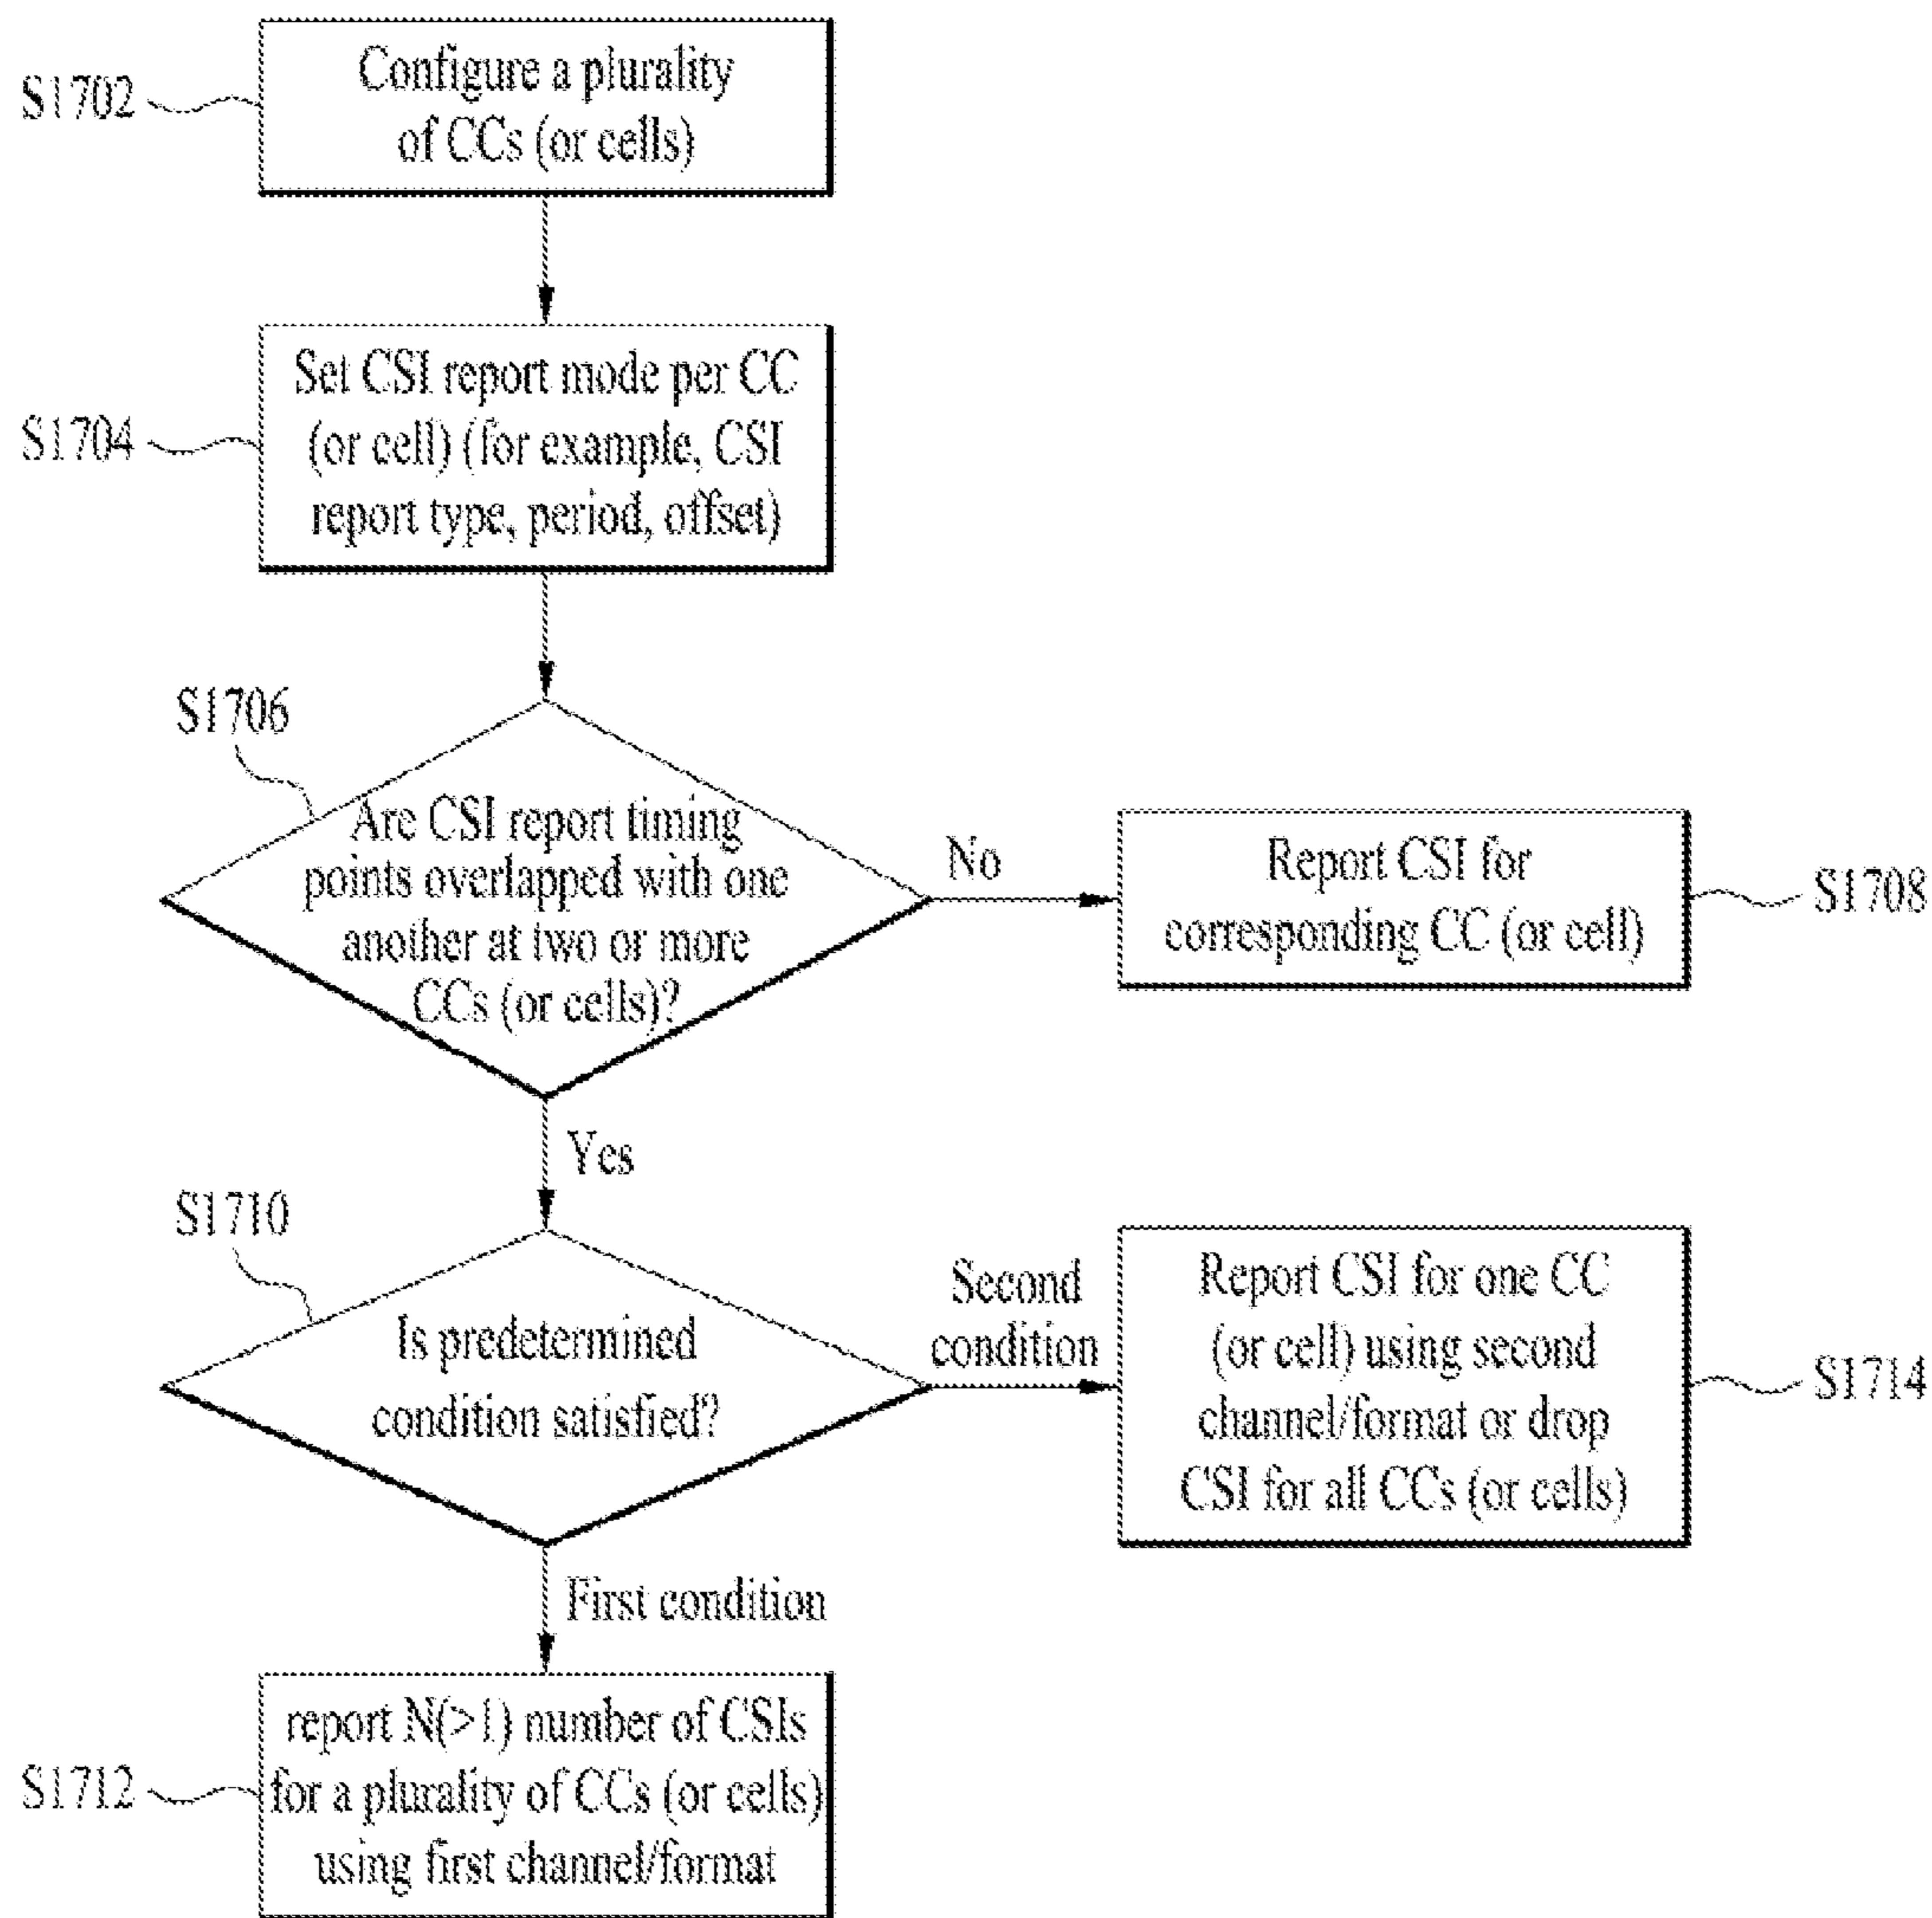 S1702
Configure a plurality
of CCs (or cells)
S1704
Set CSI report mode per CC
(or cell) (for example, CSI
report type, period, offset)
S1706
Are CSI report timing
points overlapped with one
another at two or more
CCs (or cells)?
No
Report CSI for
corresponding CC (or cell)
S1708
Yes
S1710
Is predetermined
condition satisfied?
Second
condition
Report CSI for one CC
(or cell) using second
channel/format or drop
CSI for all CCs (or cells)
S1714
First condition
S1712
report N(>1) number of CSIs
for a plurality of CCs (or cells)
using first channel/format